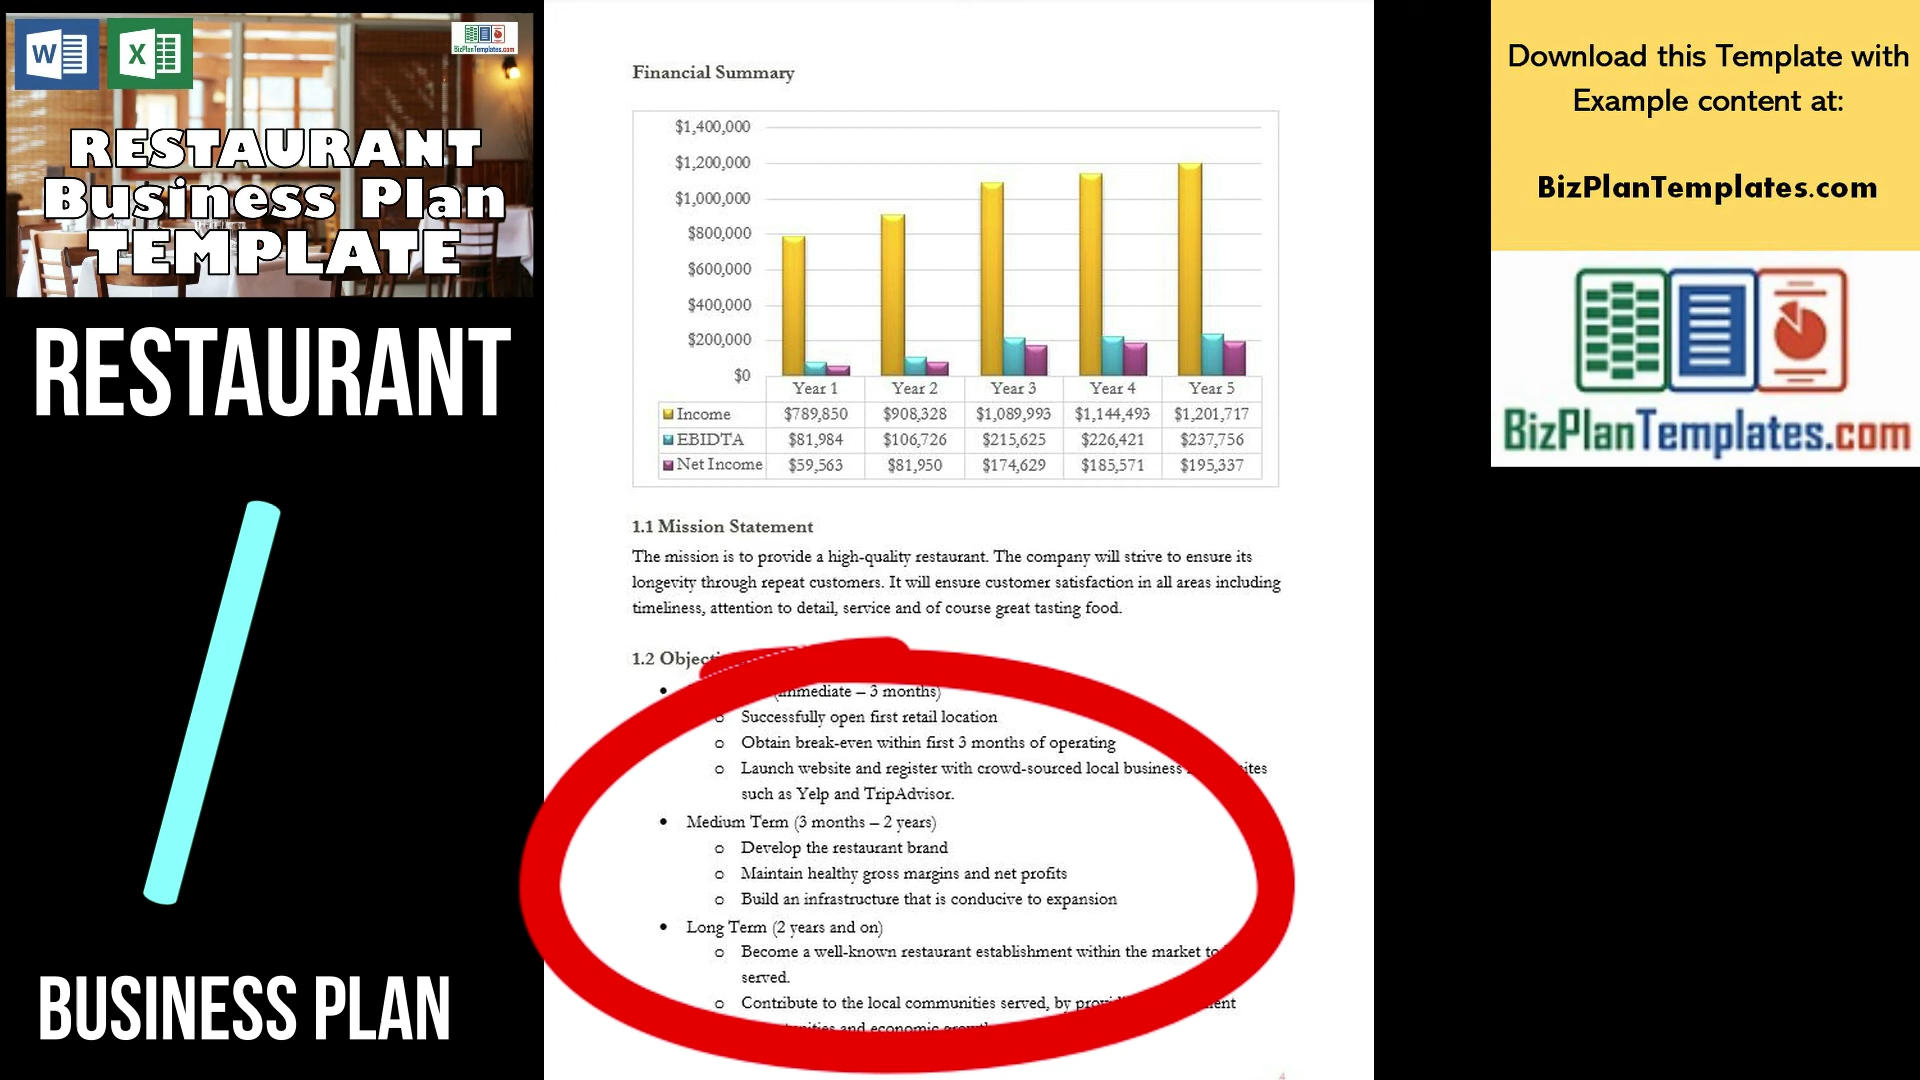 W
X
BizPlanTemplates.com
RESTAURANT
Business Plan
TEMPLATE
RESTAURANT
BUSINESS PLAN
Financial Summary
$1,400,000
$1,200,000
$1,000,000
$800,000
$600,000
$400,000
$200,000
$0
Year 1 Year 2 Year 3 Year 4 Year 5
Income $789,850 $908,328 $1,089,993 $1,144,493 $1,201,717
EBIDTA $81,984 $106,726 $215,625 $226,421 $237,756
Net Income $59,563 $81,950 $174,629 $185,571 $195,337
1.1 Mission Statement
The mission is to provide a high-quality restaurant. The company will strive to ensure its
longevity through repeat customers. It will ensure customer satisfaction in all areas including
timeliness, attention to detail, service and of course great tasting food.
1.2
(immediate – 3 months)
Successfully open first retail location
Obtain break-even within first 3 months of operating
Launch website and register with crowd-sourced local business
such as Yelp and TripAdvisor.
Medium Term (3 months – 2 years)
Develop the restaurant brand
Maintain healthy gross margins and net profits
Build an infrastructure that is conducive to expansion
Long Term (2 years and on)
Become a well-known restaurant establishment within the market to
served.
Contribute to the local communities served, by
and economic
4
Download this Template with
Example content at:
BizPlanTemplates.com
BizPlanTemplates.com